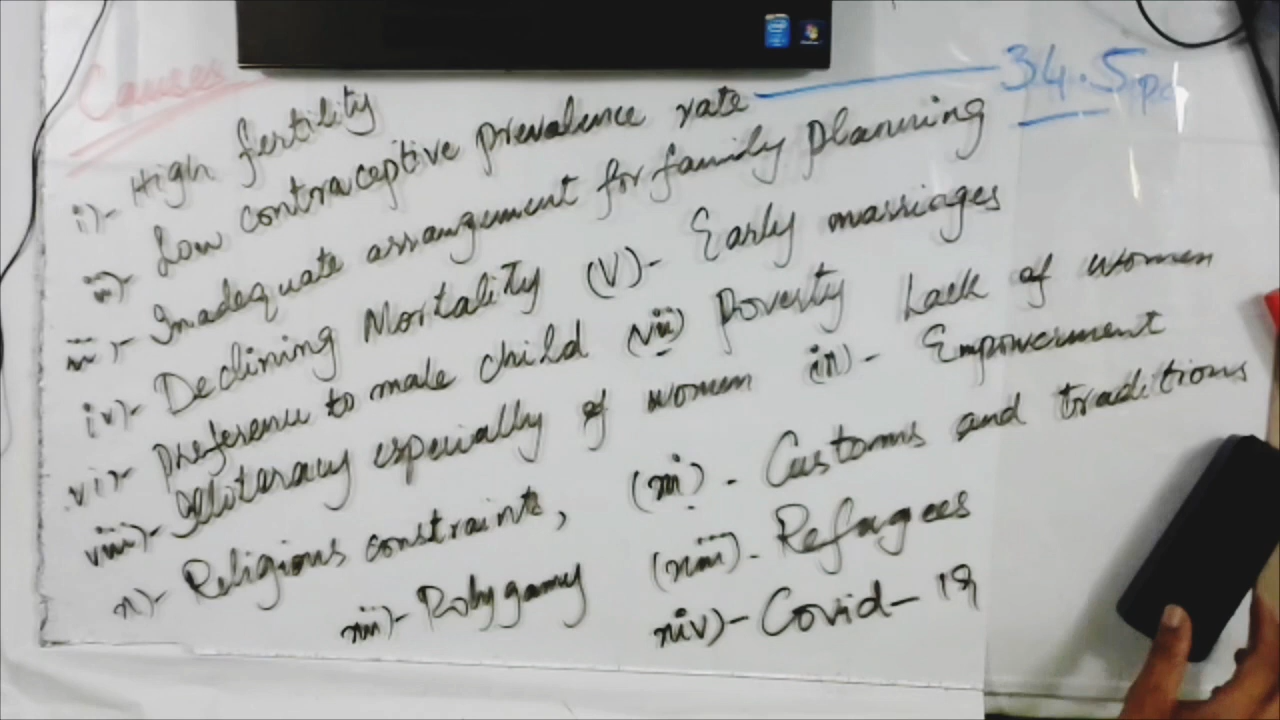 Causes
i)- High fertility
ii)- Low contraceptive prevalence rate — 34.5 pc
iii)- Inadequate arrangement for family planning
iv)- Declining Mortality (V)- Early marriages
vi)- Preference to male child (vii) Poverty
viii)- Illiteracy especially of women ix)- Lack of women Empowerment
x)- Religious constraints, (xi)- Customs and traditions
xii)- Polygamy (xiii)- Refugees
xiv)- Covid-19